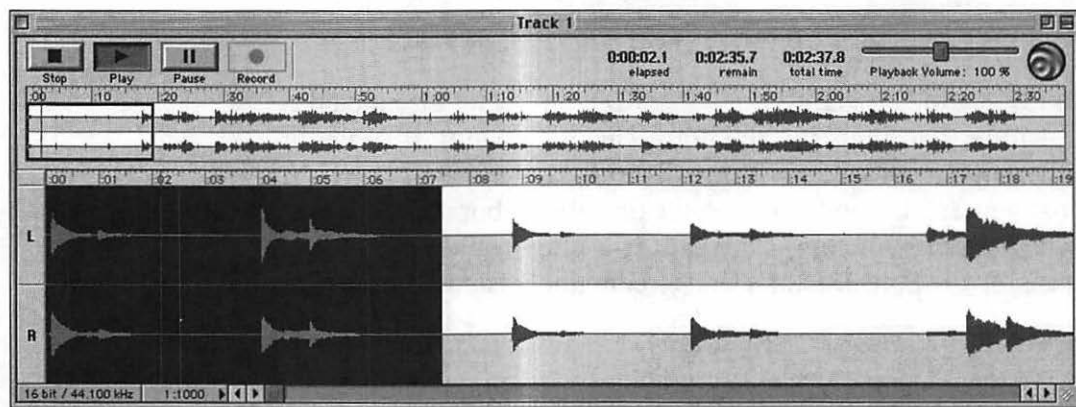 Track 1
0:00:02.1 0:02:35.7 0:02:37.8
Stop Play Pause Record elapsed remain total time Playback Volume: 100 %
:00 :10 :20 :30 :40 :50 1:00 1:10 1:20 1:30 1:40 1:50 2:00 2:10 2:20 2:30
:00 :01 :02 :03 :04 :05 :06 :07 :08 :09 :10 :11 :12 :13 :14 :15 :16 :17 :18 :19
L
R
16 bit / 44.100 kHz 1:1000